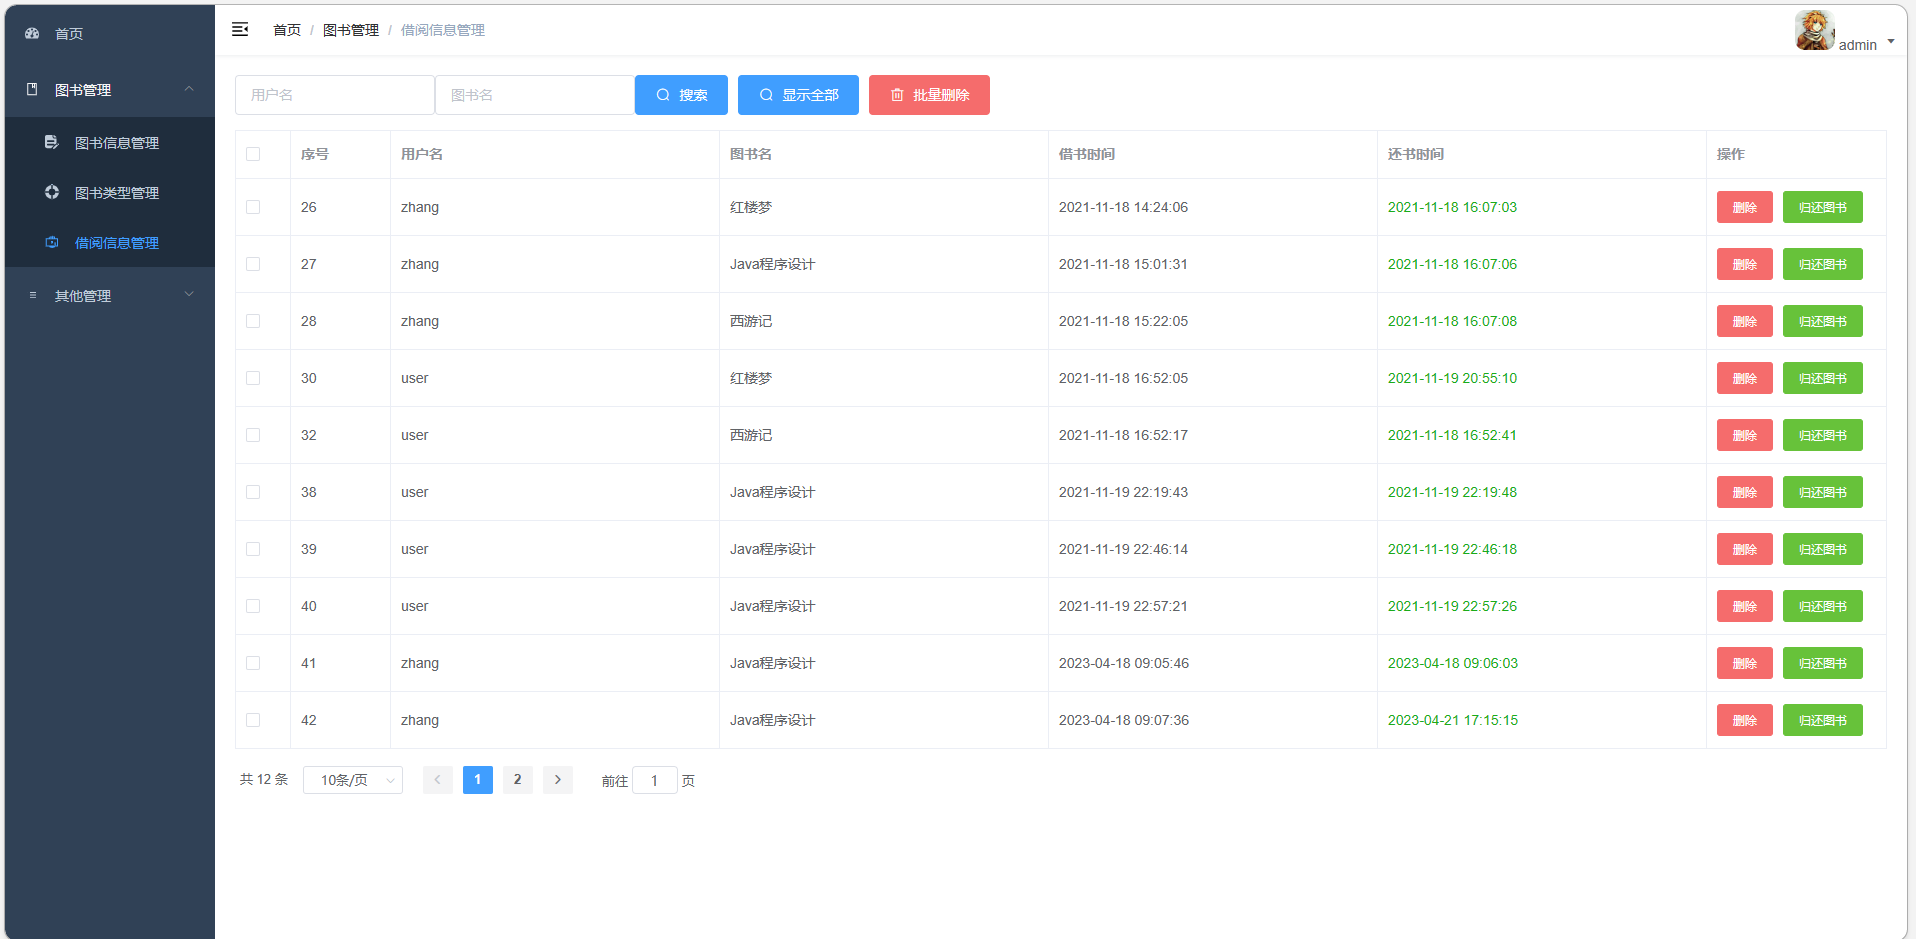 首页
图书管理
图书信息管理
图书类型管理
借阅信息管理
其他管理
首页 / 图书管理 / 借阅信息管理
admin
用户名 图书名 搜索 显示全部 批量删除
序号 用户名 图书名 借书时间 还书时间 操作
26 zhang 红楼梦 2021-11-18 14:24:06 2021-11-18 16:07:03 删除 归还图书
27 zhang Java程序设计 2021-11-18 15:01:31 2021-11-18 16:07:06 删除 归还图书
28 zhang 西游记 2021-11-18 15:22:05 2021-11-18 16:07:08 删除 归还图书
30 user 红楼梦 2021-11-18 16:52:05 2021-11-19 20:55:10 删除 归还图书
32 user 西游记 2021-11-18 16:52:17 2021-11-18 16:52:41 删除 归还图书
38 user Java程序设计 2021-11-19 22:19:43 2021-11-19 22:19:48 删除 归还图书
39 user Java程序设计 2021-11-19 22:46:14 2021-11-19 22:46:18 删除 归还图书
40 user Java程序设计 2021-11-19 22:57:21 2021-11-19 22:57:26 删除 归还图书
41 zhang Java程序设计 2023-04-18 09:05:46 2023-04-18 09:06:03 删除 归还图书
42 zhang Java程序设计 2023-04-18 09:07:36 2023-04-21 17:15:15 删除 归还图书
共 12 条 10条/页 1 2 前往 1 页